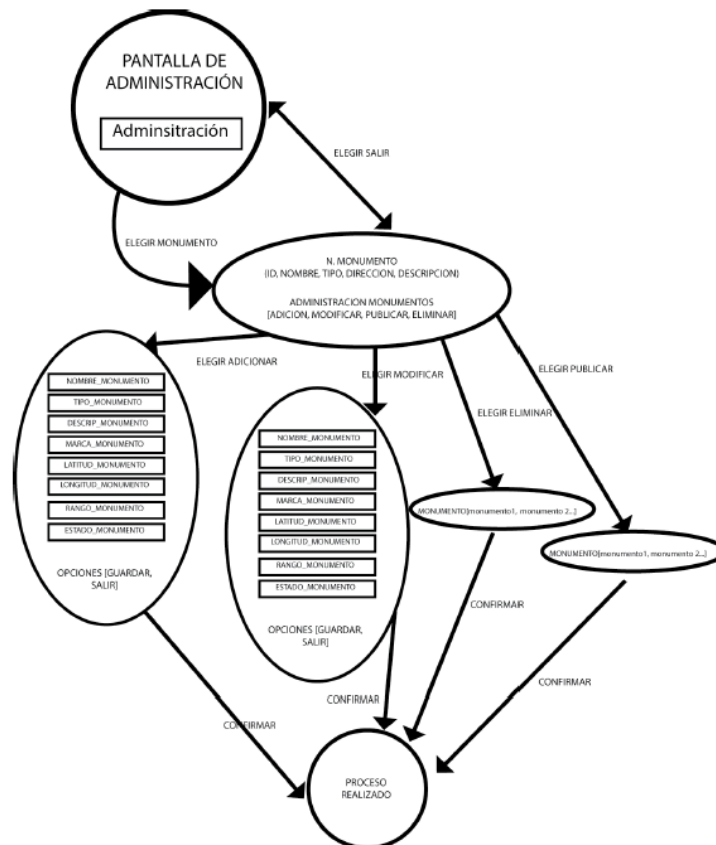 PANTALLA DE
ADMINISTRACIÓN
Adminsitración
ELEGIR SALIR
ELEGIR MONUMENTO
N. MONUMENTO
(ID, NOMBRE, TIPO, DIRECCION, DESCRIPCION)
ADMINISTRACION MONUMENTOS
[ADICION, MODIFICAR, PUBLICAR, ELIMINAR]
ELEGIR ADICIONAR
ELEGIR MODIFICAR
ELEGIR PUBLICAR
ELEGIR ELIMINAR
NOMBRE_MONUMENTO
TIPO_MONUMENTO
DESCRIP_MONUMENTO
MARCA_MONUMENTO
LATITUD_MONUMENTO
LONGITUD_MONUMENTO
RANGO_MONUMENTO
ESTADO_MONUMENTO
OPCIONES [GUARDAR,
SALIR]
NOMBRE_MONUMENTO
TIPO_MONUMENTO
DESCRIP_MONUMENTO
MARCA_MONUMENTO
LATITUD_MONUMENTO
LONGITUD_MONUMENTO
RANGO_MONUMENTO
ESTADO_MONUMENTO
OPCIONES [GUARDAR,
SALIR]
MONUMENTO[monumento1, monumento 2...]
MONUMENTO[monumento1, monumento 2...]
CONFIRMAR
CONFIRMAR
CONFIRMAR
CONFIRMAR
PROCESO
REALIZADO